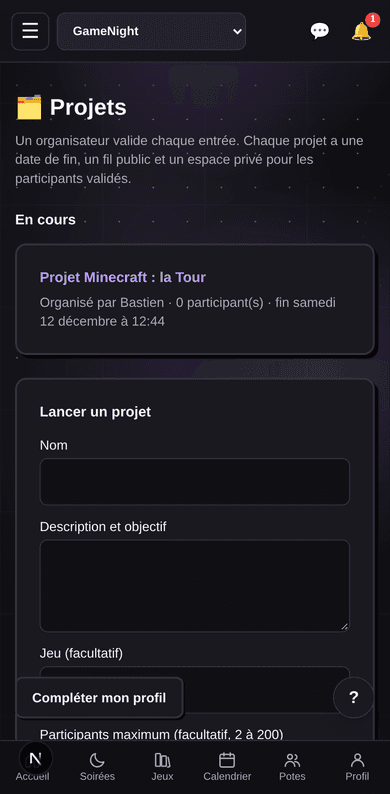 GameNight
1
Projets
Un organisateur valide chaque entrée. Chaque projet a une
date de fin, un fil public et un espace privé pour les
participants validés.
En cours
Projet Minecraft : la Tour
Organisé par Bastien · 0 participant(s) · fin samedi
12 décembre à 12:44
Lancer un projet
Nom
Description et objectif
Jeu (facultatif)
Compléter mon profil
?
Participants maximum (facultatif, 2 à 200)
N
Accueil
Soirées
Jeux
Calendrier
Potes
Profil